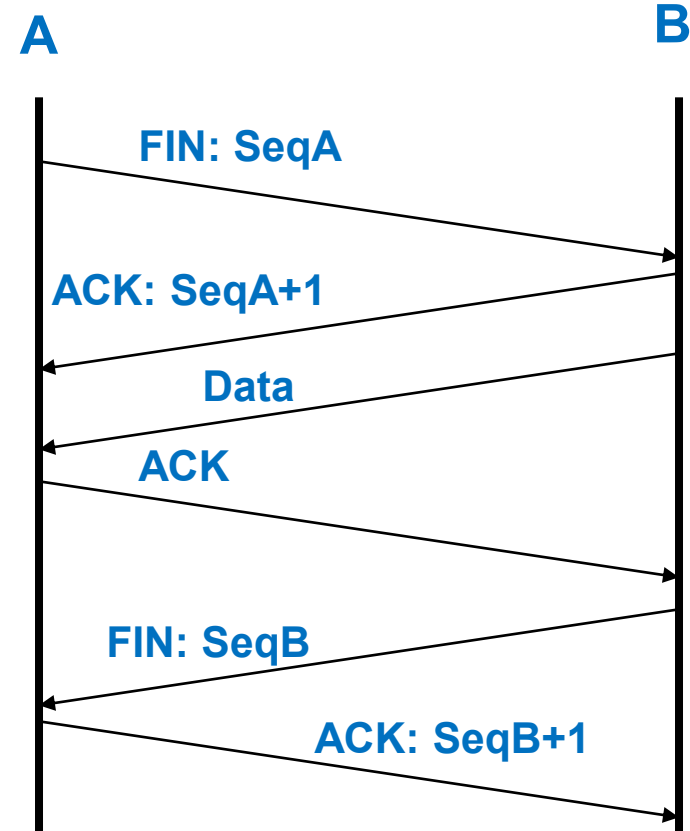 A
B
FIN: SeqA
ACK: SeqA+1
Data
ACK
FIN: SeqB
ACK: SeqB+1